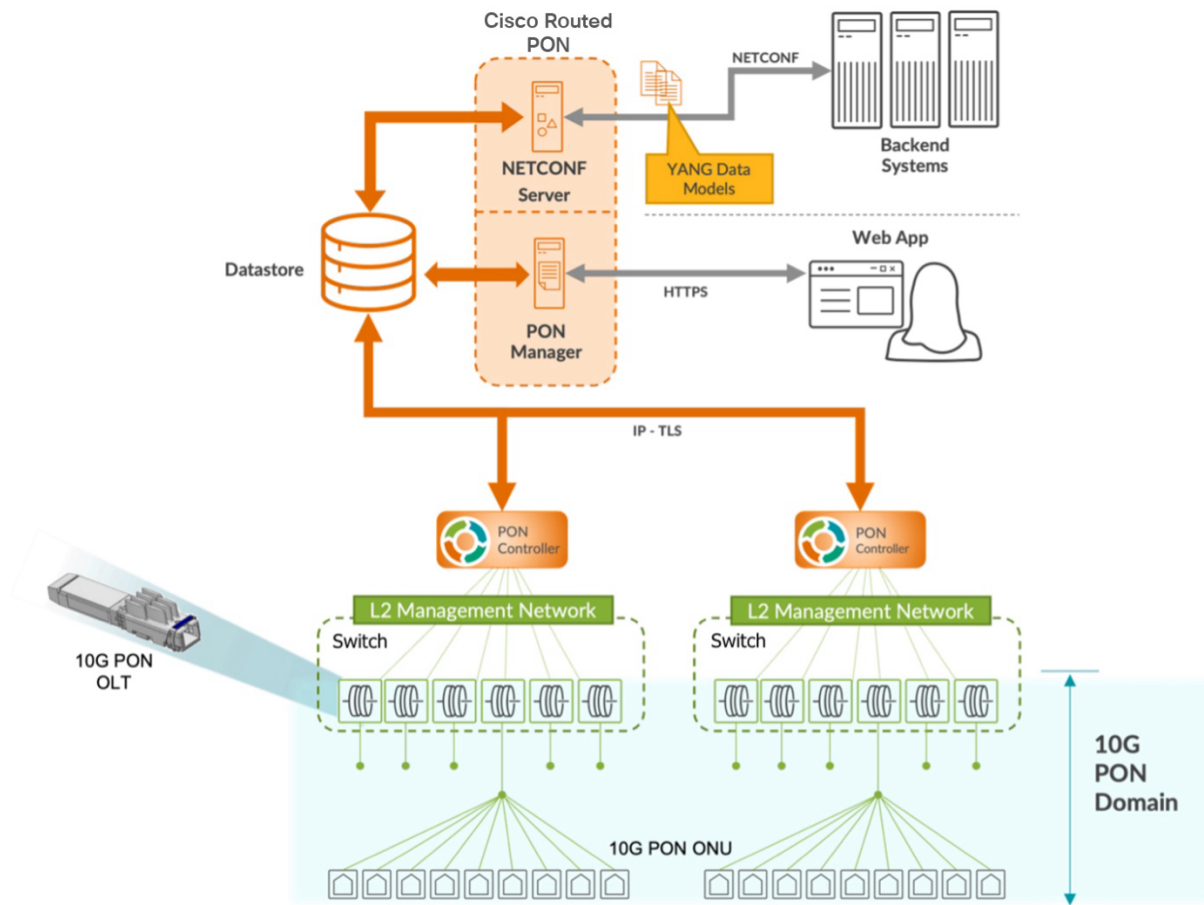 Cisco Routed
PON
NETCONF
NETCONF
Server
YANG Data
Models
Backend
Systems
Datastore
Web App
HTTPS
PON
Manager
IP - TLS
PON
Controller
PON
Controller
L2 Management Network
L2 Management Network
Switch
Switch
10G PON
OLT
10G
PON
Domain
10G PON ONU